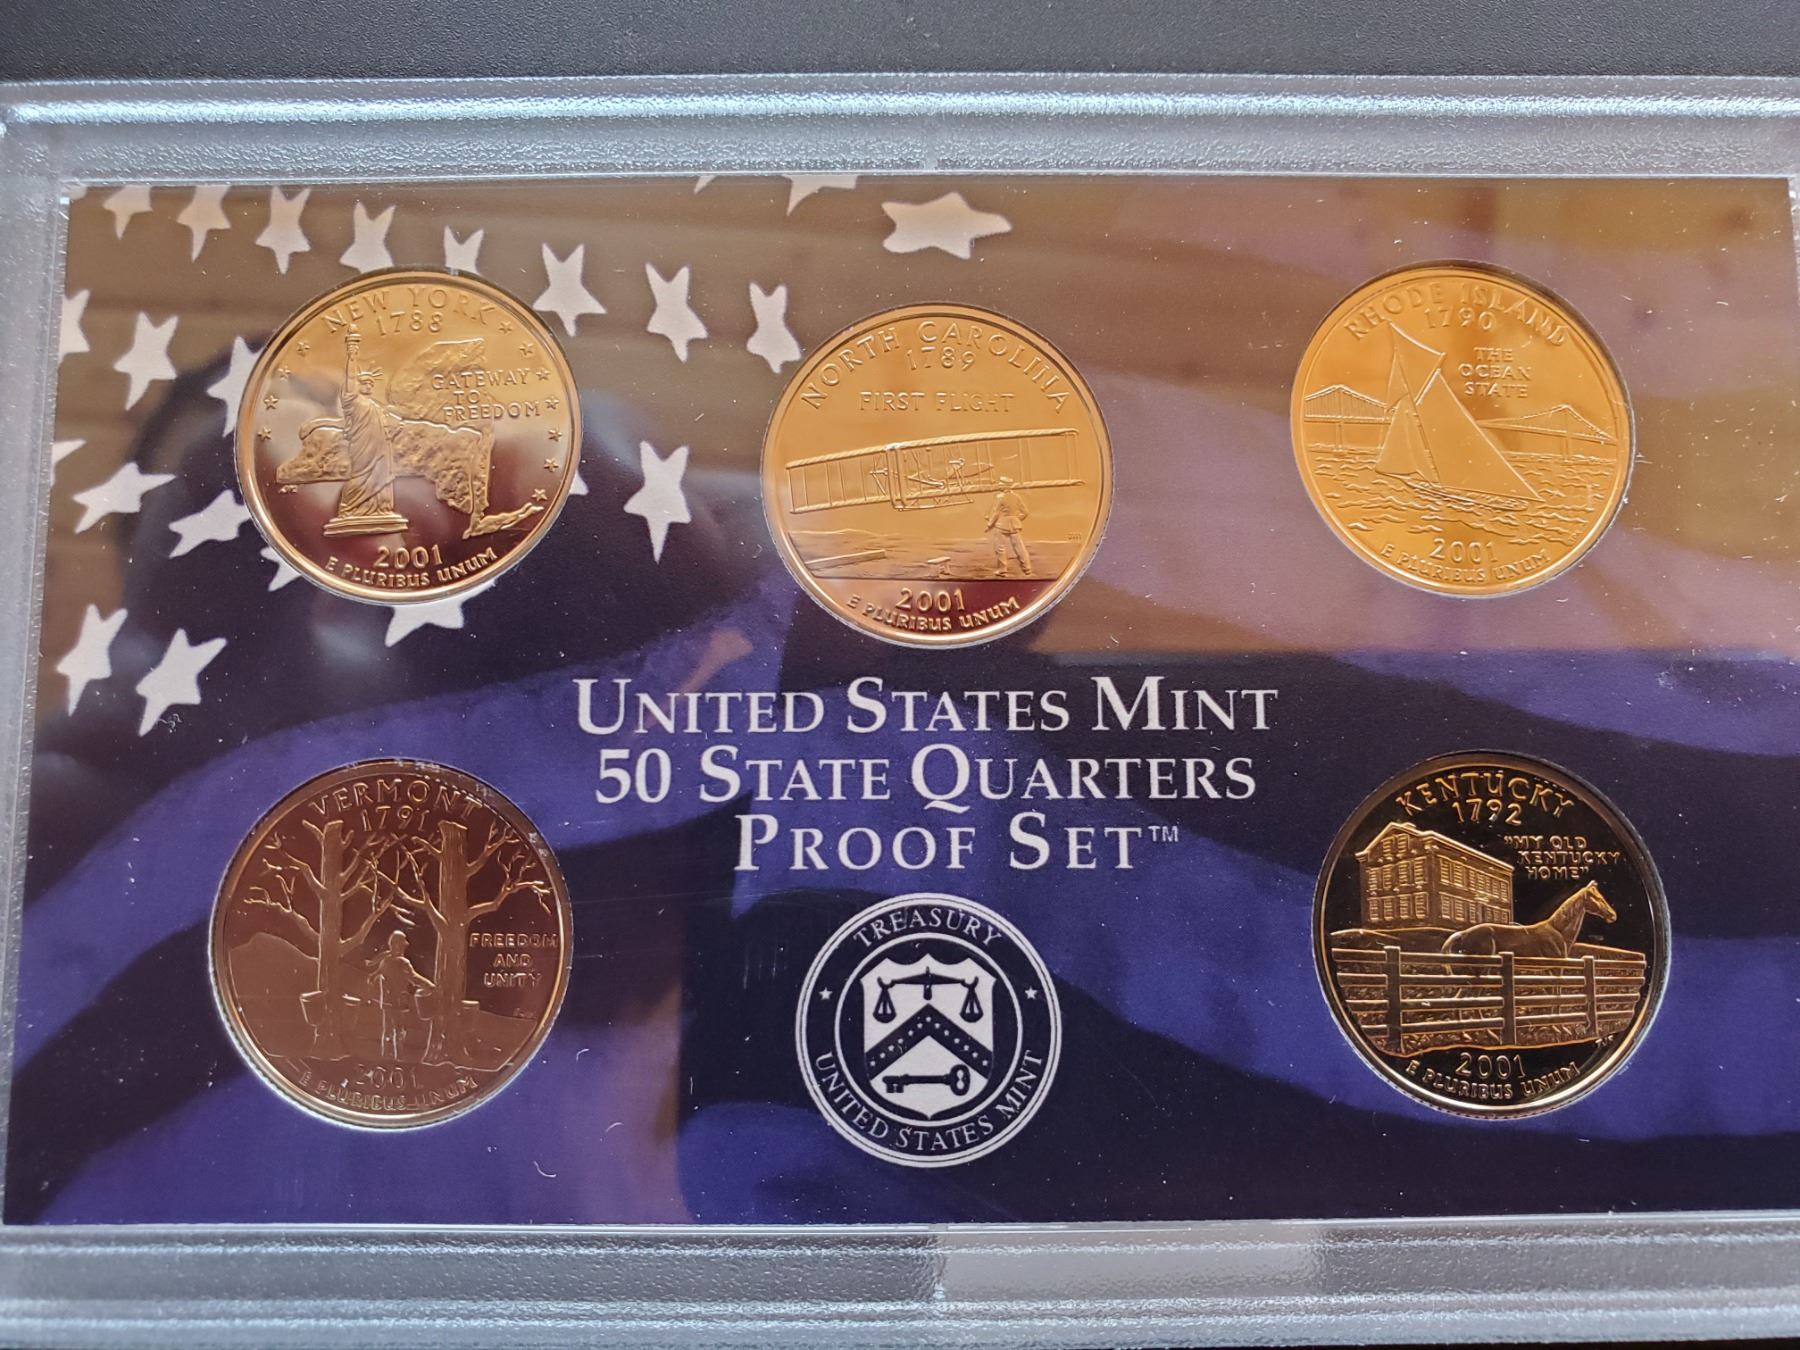 NEW YORK
1788
GATEWAY
TO
FREEDOM
2001
E PLURIBUS UNUM
NORTH CAROLINA
1789
FIRST FLIGHT
2001
E PLURIBUS UNUM
RHODE ISLAND
1790
THE
OCEAN
STATE
2001
E PLURIBUS UNUM
UNITED STATES MINT
50 STATE QUARTERS
PROOF SET™
VERMONT
1791
FREEDOM
AND
UNITY
2001
E PLURIBUS UNUM
TREASURY
UNITED STATES MINT
KENTUCKY
1792
"MY OLD
KENTUCKY
HOME"
2001
E PLURIBUS UNUM